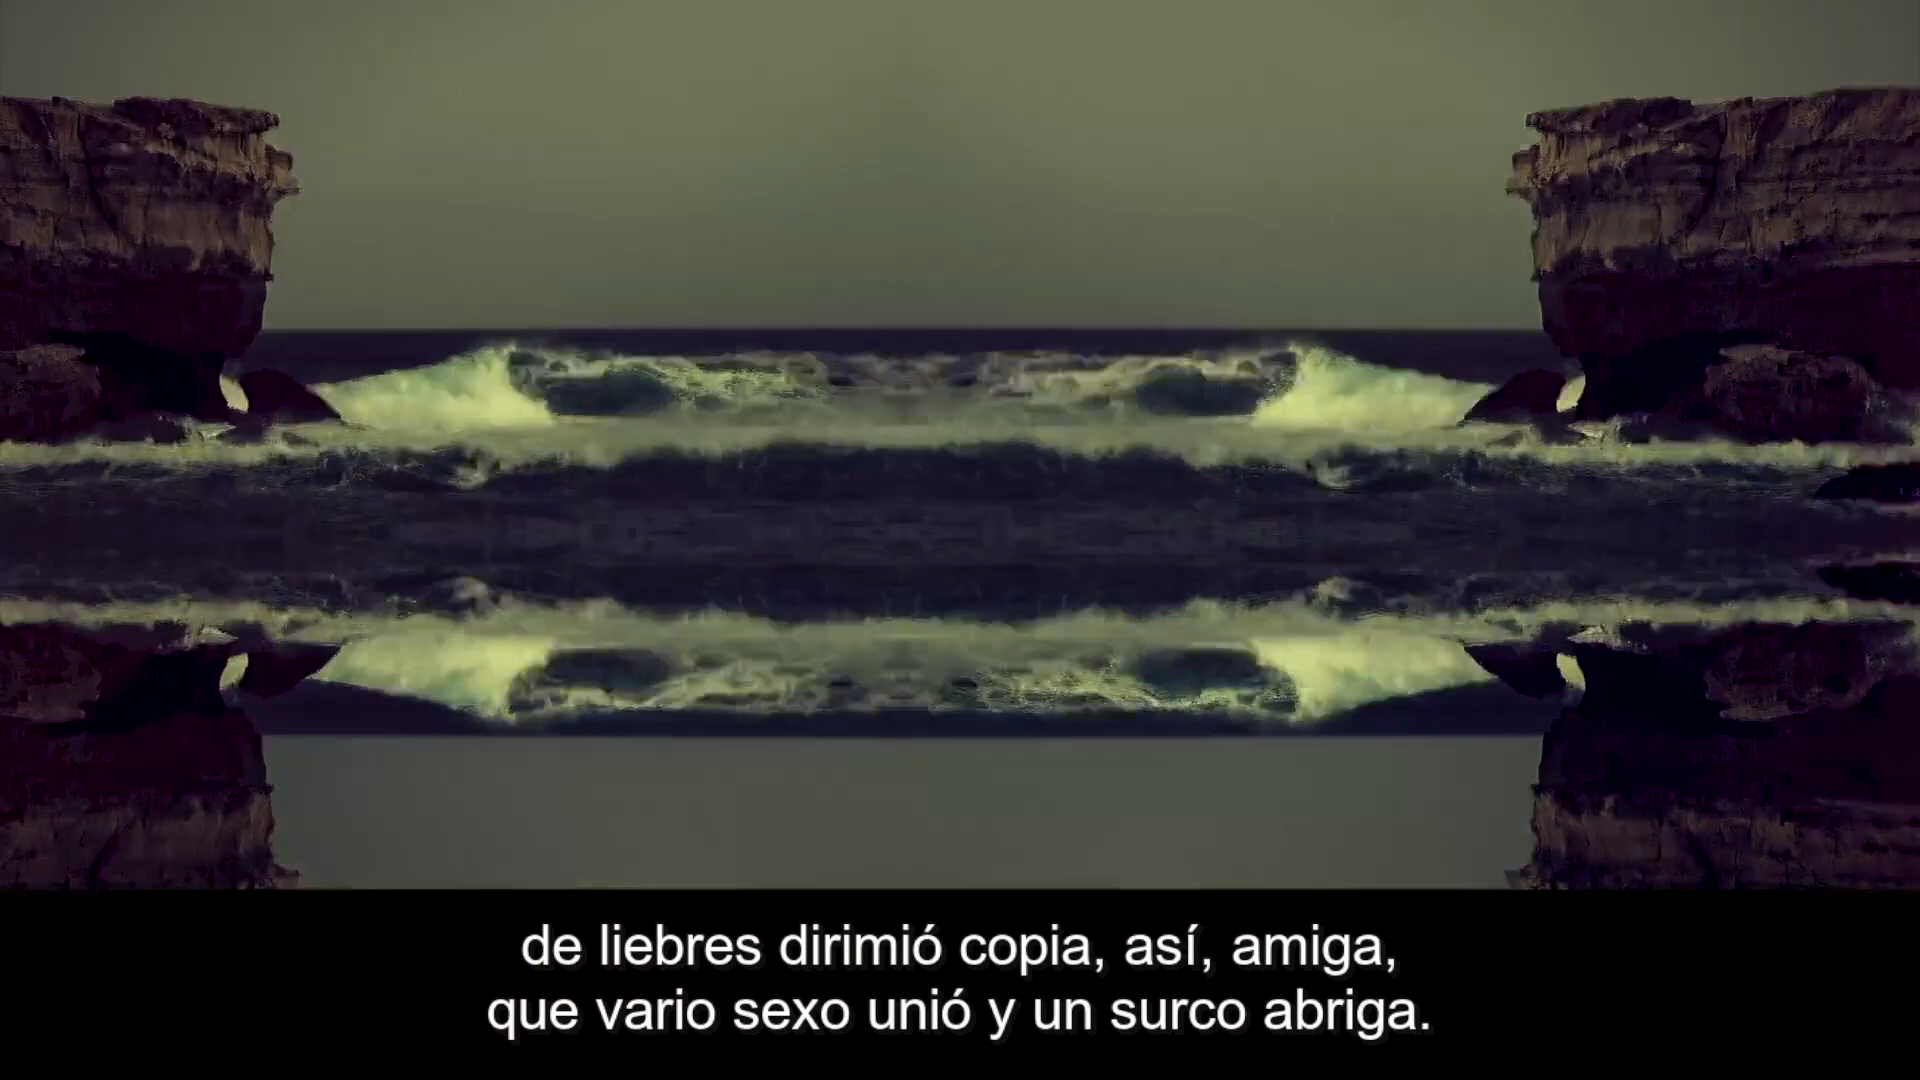 de liebres dirimió copia, así, amiga,
que vario sexo unió y un surco abriga.